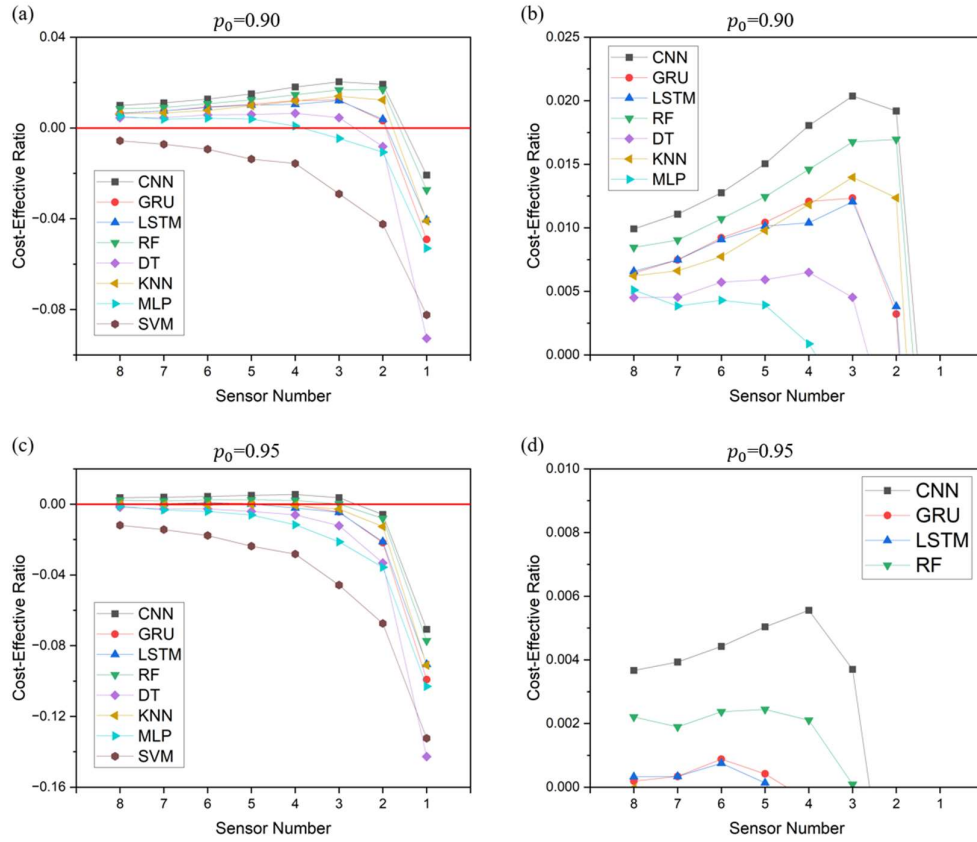 (a)
p₀=0.90
0.04
0.00
−0.04
−0.08
Cost-Effective Ratio
CNN
GRU
LSTM
RF
DT
KNN
MLP
SVM
8 7 6 5 4 3 2 1
Sensor Number
(b)
p₀=0.90
0.025
0.020
0.015
0.010
0.005
0.000
Cost-Effective Ratio
CNN
GRU
LSTM
RF
DT
KNN
MLP
8 7 6 5 4 3 2 1
Sensor Number
(c)
p₀=0.95
0.00
−0.04
−0.08
−0.12
−0.16
Cost-Effective Ratio
CNN
GRU
LSTM
RF
DT
KNN
MLP
SVM
8 7 6 5 4 3 2 1
Sensor Number
(d)
p₀=0.95
0.010
0.008
0.006
0.004
0.002
0.000
Cost-Effective Ratio
CNN
GRU
LSTM
RF
8 7 6 5 4 3 2 1
Sensor Number